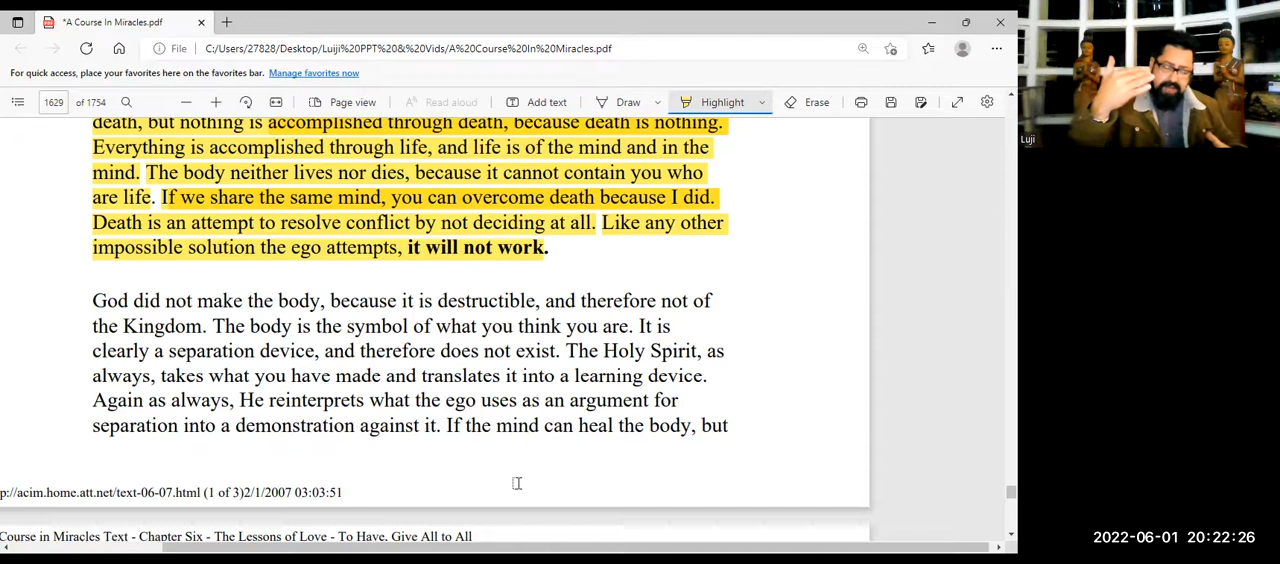 *A Course In Miracles.pdf
File C:/Users/27828/Desktop/Luiji%20PPT%20&%20Vids/A%20Course%20In%20Miracles.pdf
For quick access, place your favorites here on the favorites bar. Manage favorites now
1629 of 1754 Page view Read aloud Add text Draw Highlight Erase
death, but nothing is accomplished through death, because death is nothing.
Everything is accomplished through life, and life is of the mind and in the
mind. The body neither lives nor dies, because it cannot contain you who
are life. If we share the same mind, you can overcome death because I did.
Death is an attempt to resolve conflict by not deciding at all. Like any other
impossible solution the ego attempts, it will not work.
God did not make the body, because it is destructible, and therefore not of
the Kingdom. The body is the symbol of what you think you are. It is
clearly a separation device, and therefore does not exist. The Holy Spirit, as
always, takes what you have made and translates it into a learning device.
Again as always, He reinterprets what the ego uses as an argument for
separation into a demonstration against it. If the mind can heal the body, but
p://acim.home.att.net/text-06-07.html (1 of 3)2/1/2007 03:03:51
Course in Miracles Text - Chapter Six - The Lessons of Love - To Have, Give All to All
Luji
2022-06-01 20:22:26